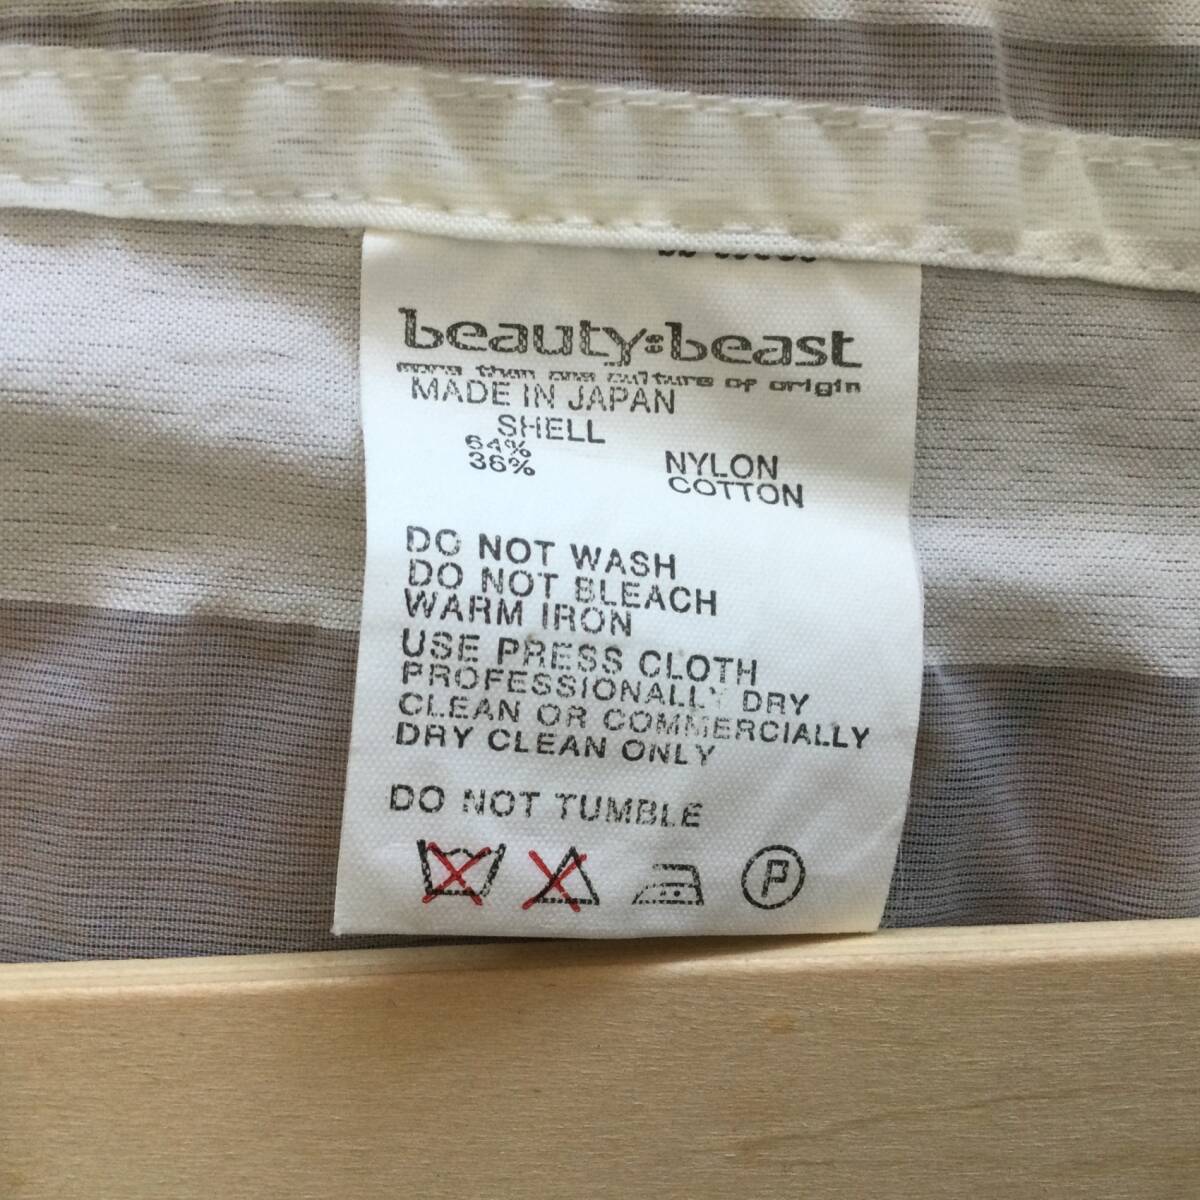 beauty:beast
more than one culture of origin
MADE IN JAPAN
SHELL
64% NYLON
36% COTTON
DO NOT WASH
DO NOT BLEACH
WARM IRON
USE PRESS CLOTH
PROFESSIONALLY DRY
CLEAN OR COMMERCIALLY
DRY CLEAN ONLY
DO NOT TUMBLE
P